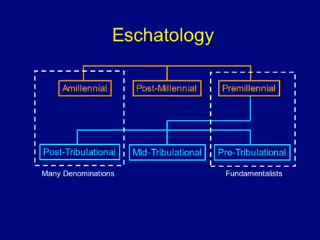 Eschatology
Amillennial Post-Millennial Premillennial
Post-Tribulational Mid-Tribulational Pre-Tribulational
Many Denominations Fundamentalists